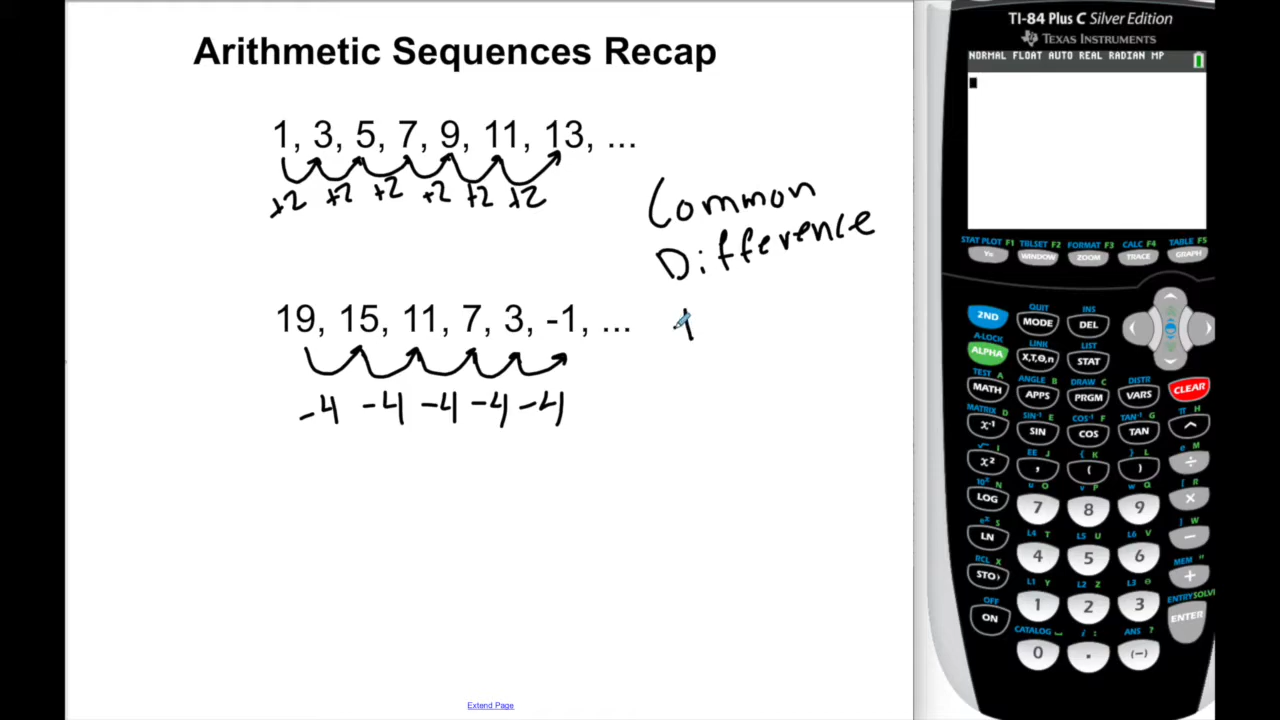 Arithmetic Sequences Recap
1, 3, 5, 7, 9, 11, 13, ...
+2 +2 +2 +2 +2 +2
Common
Difference
19, 15, 11, 7, 3, -1, ...
-4 -4 -4 -4 -4
Extend Page
TI-84 Plus C Silver Edition
TEXAS INSTRUMENTS
NORMAL FLOAT AUTO REAL RADIAN MP
STAT PLOT F1 TBLSET F2 FORMAT F3 CALC F4 TABLE F5
Y= WINDOW ZOOM TRACE GRAPH
QUIT INS
2ND MODE DEL
A-LOCK LINK LIST
ALPHA X,T,Θ,n STAT
TEST A ANGLE B DRAW C DISTR
MATH APPS PRGM VARS CLEAR
MATRIX D SIN⁻¹ E COS⁻¹ F TAN⁻¹ G π H
X⁻¹ SIN COS TAN ^
√ I EE J { K } L e M
X² , ( ) ÷
10ˣ N u O v P w Q [ R
LOG 7 8 9 ×
eˣ S L4 T L5 U L6 V ] W
LN 4 5 6 −
RCL X L1 Y L2 Z L3 θ MEM "
STO› 1 2 3 +
OFF CATALOG i : ANS ? ENTRY SOLVE
ON 0 . (−) ENTER